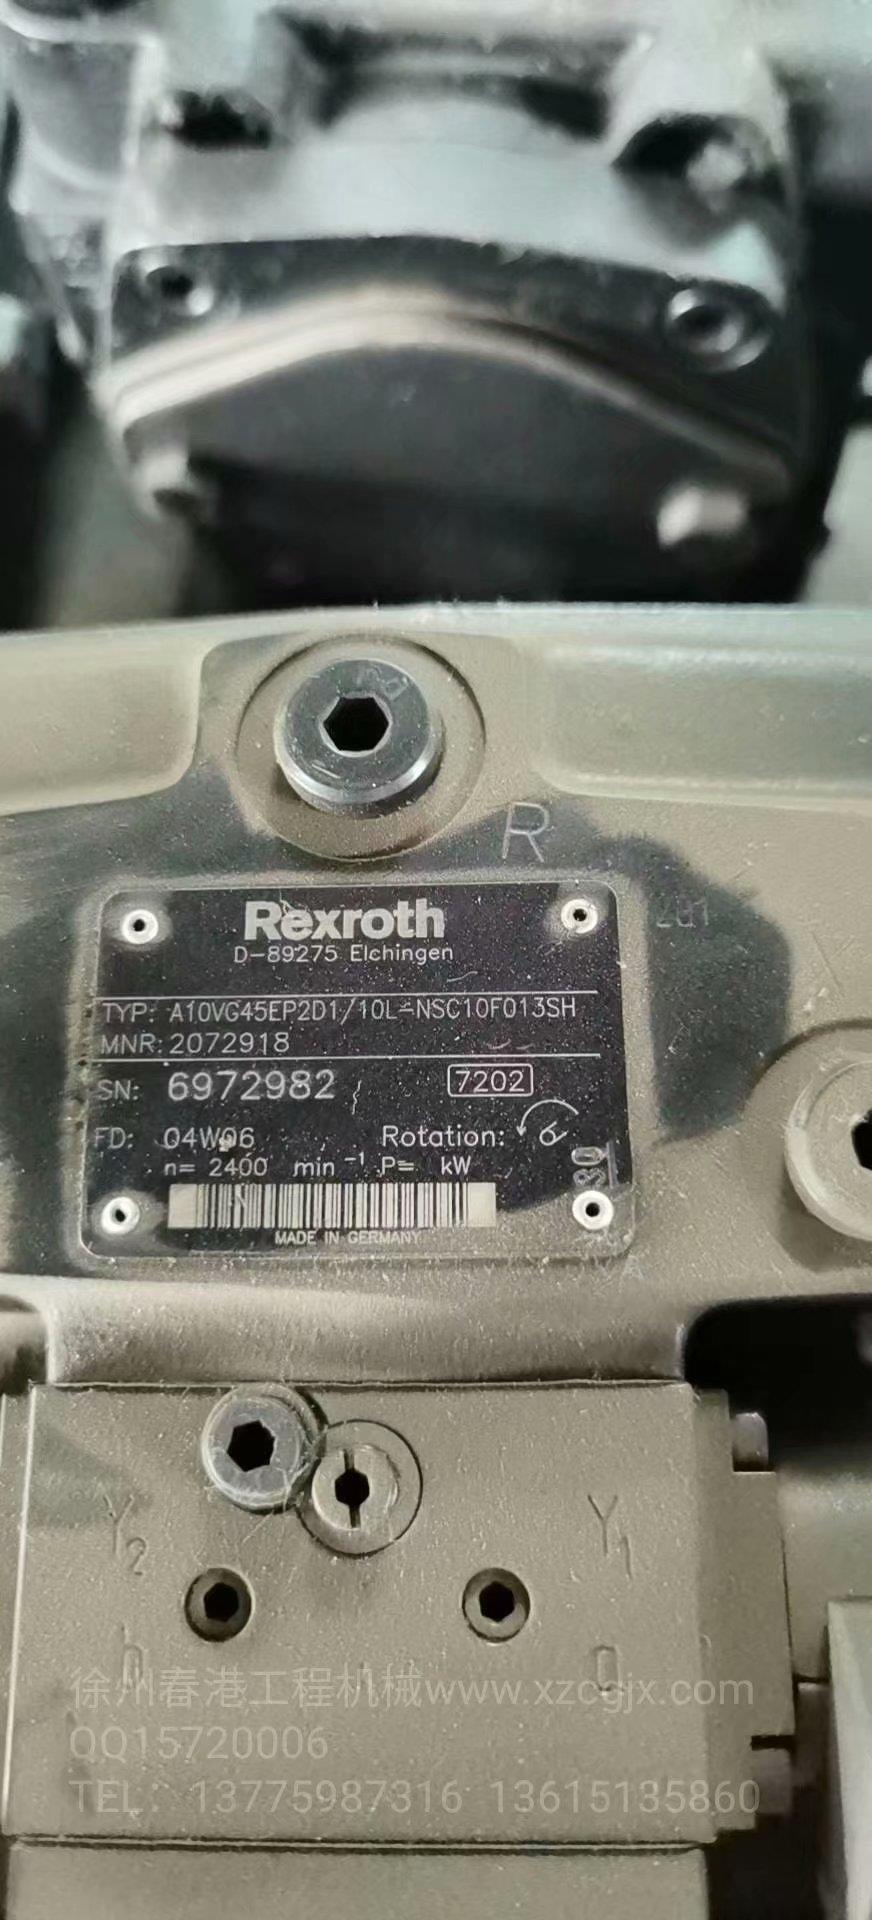 R
Rexroth
D-89275 Elchingen
TYP: A10VG45EP2D1/10L-NSC10F013SH
MNR: 2072918
SN: 6972982
7202
FD: 04W06
Rotation:
n= 2400 min⁻¹ P= kW
MADE IN GERMANY
Y2
Y1
徐州春港工程机械www.xzcgjx.com
QQ15720006
TEL: 13775987316 13615135860